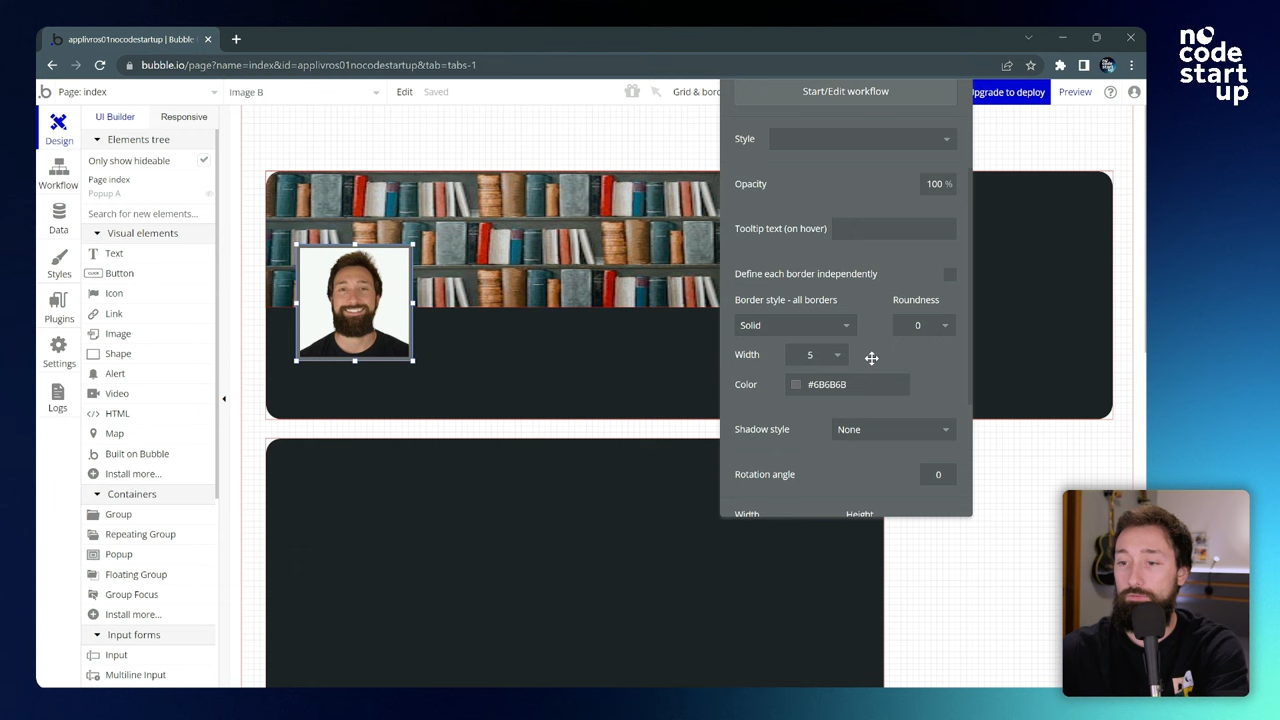 no
code
start
up
applivros01nocodestartup | Bubble
bubble.io/page?name=index&id=applivros01nocodestartup&tab=tabs-1
Page: index
Image B
Edit
Saved
Grid & bord
Start/Edit workflow
Upgrade to deploy
Preview
Design
Workflow
Data
Styles
Plugins
Settings
Logs
UI Builder
Responsive
Elements tree
Only show hideable
Page index
Popup A
Search for new elements...
Visual elements
Text
CLICK
Button
Icon
Link
Image
Shape
Alert
Video
</> HTML
Map
Built on Bubble
Install more...
Containers
Group
Repeating Group
Popup
Floating Group
Group Focus
Install more...
Input forms
Input
Multiline Input
Style
Opacity
100 %
Tooltip text (on hover)
Define each border independently
Border style - all borders
Roundness
Solid
0
Width
5
Color
#6B6B6B
Shadow style
None
Rotation angle
0
Width
Height